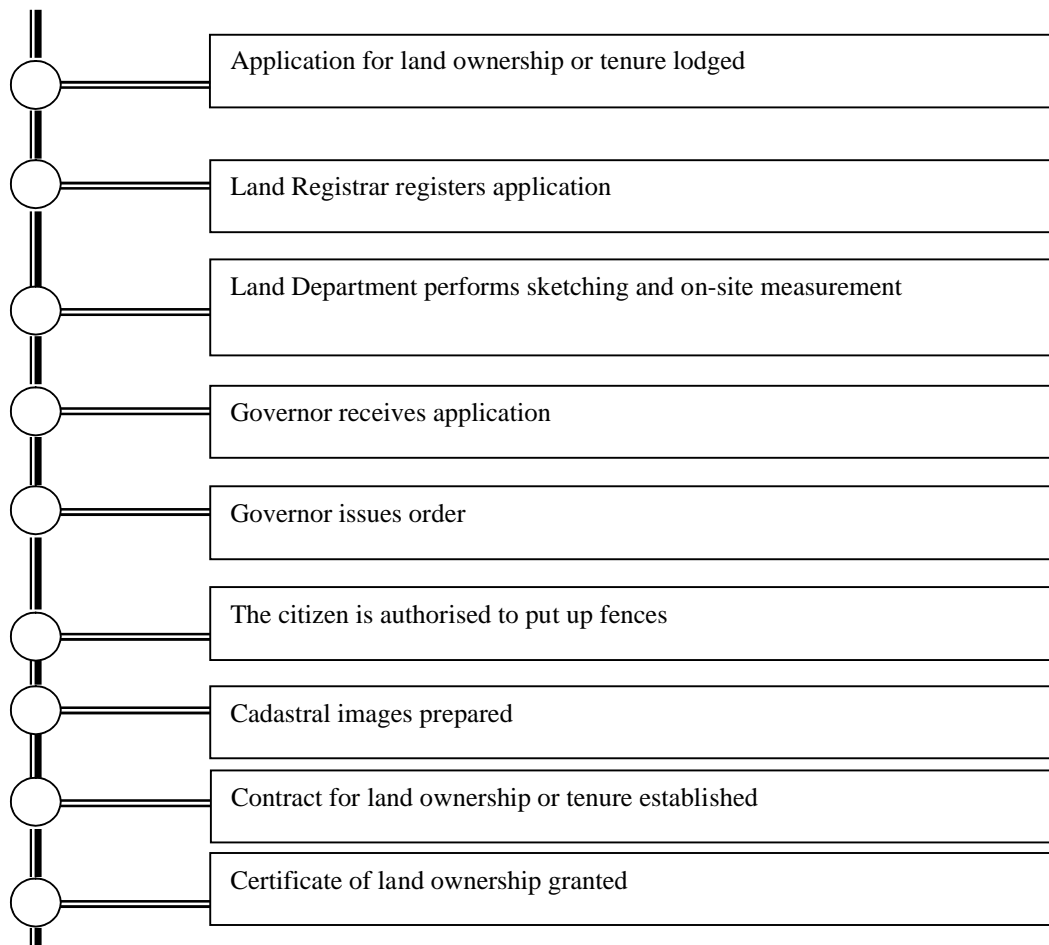 Application for land ownership or tenure lodged
Land Registrar registers application
Land Department performs sketching and on-site measurement
Governor receives application
Governor issues order
The citizen is authorised to put up fences
Cadastral images prepared
Contract for land ownership or tenure established
Certificate of land ownership granted